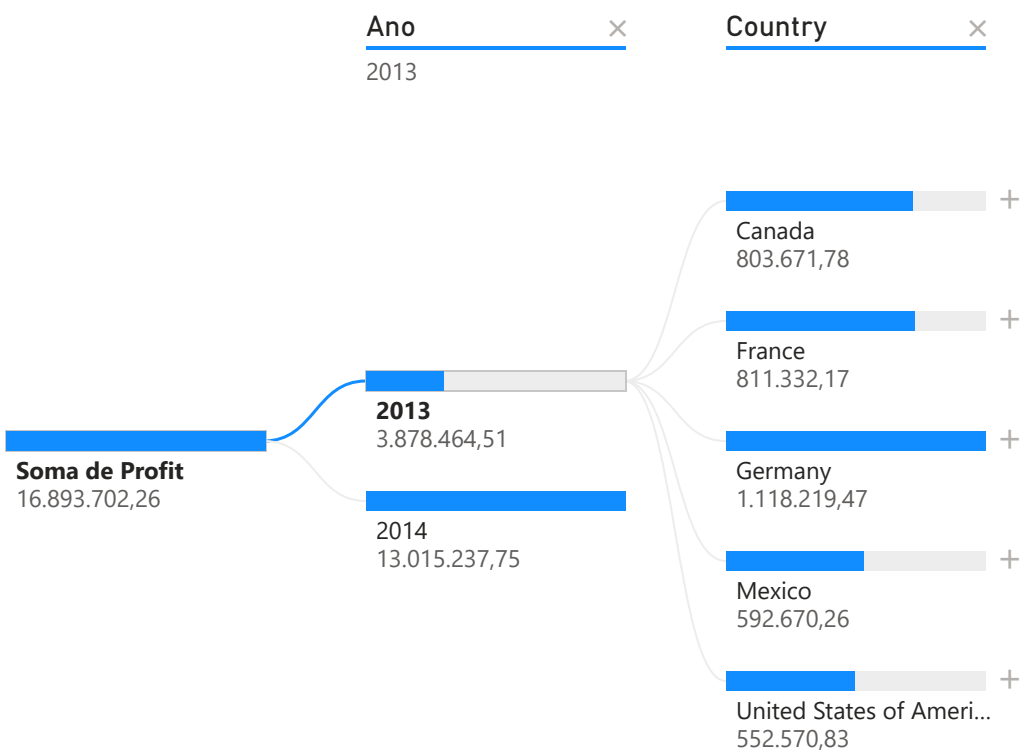 Ano
2013
Country
Soma de Profit
16.893.702,26
2013
3.878.464,51
2014
13.015.237,75
Canada
803.671,78
France
811.332,17
Germany
1.118.219,47
Mexico
592.670,26
United States of Ameri...
552.570,83